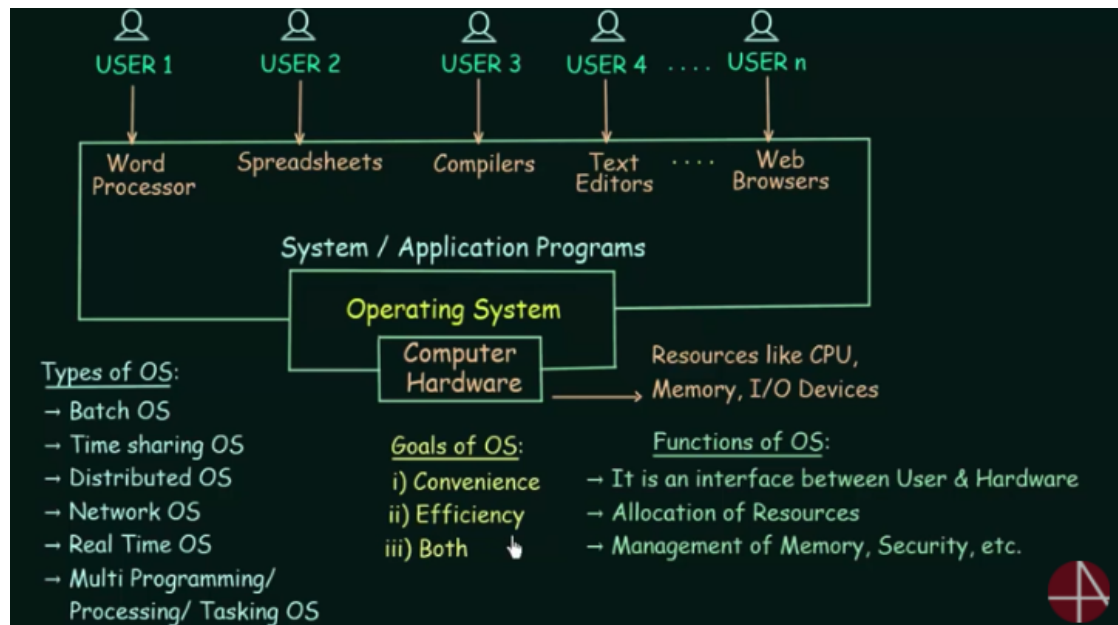 USER 1 USER 2 USER 3 USER 4 .... USER n
Word Processor
Spreadsheets
Compilers
Text Editors
....
Web Browsers
System / Application Programs
Operating System
Computer
Hardware
Resources like CPU,
Memory, I/O Devices
Types of OS:
→ Batch OS
→ Time sharing OS
→ Distributed OS
→ Network OS
→ Real Time OS
→ Multi Programming/
Processing/ Tasking OS
Goals of OS:
i) Convenience
ii) Efficiency
iii) Both
Functions of OS:
→ It is an interface between User & Hardware
→ Allocation of Resources
→ Management of Memory, Security, etc.